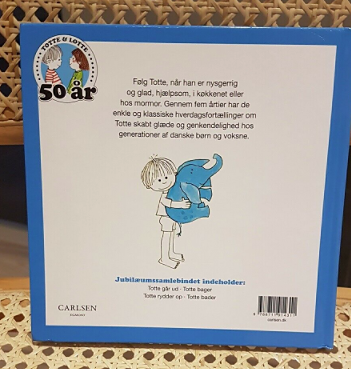 TOTTE & LOTTE
50 år
Følg Totte, når han er nysgerrig
og glad, hjælpsom, i køkkenet eller
hos mormor. Gennem fem årtier har de
enkle og klassiske hverdagsfortællinger om
Totte skabt glæde og genkendelighed hos
generationer af danske børn og voksne.
Jubilæumssamlebindet indeholder:
Totte går ud · Totte bager
Totte rydder op · Totte bader
CARLSEN
EGMONT
carlsen.dk